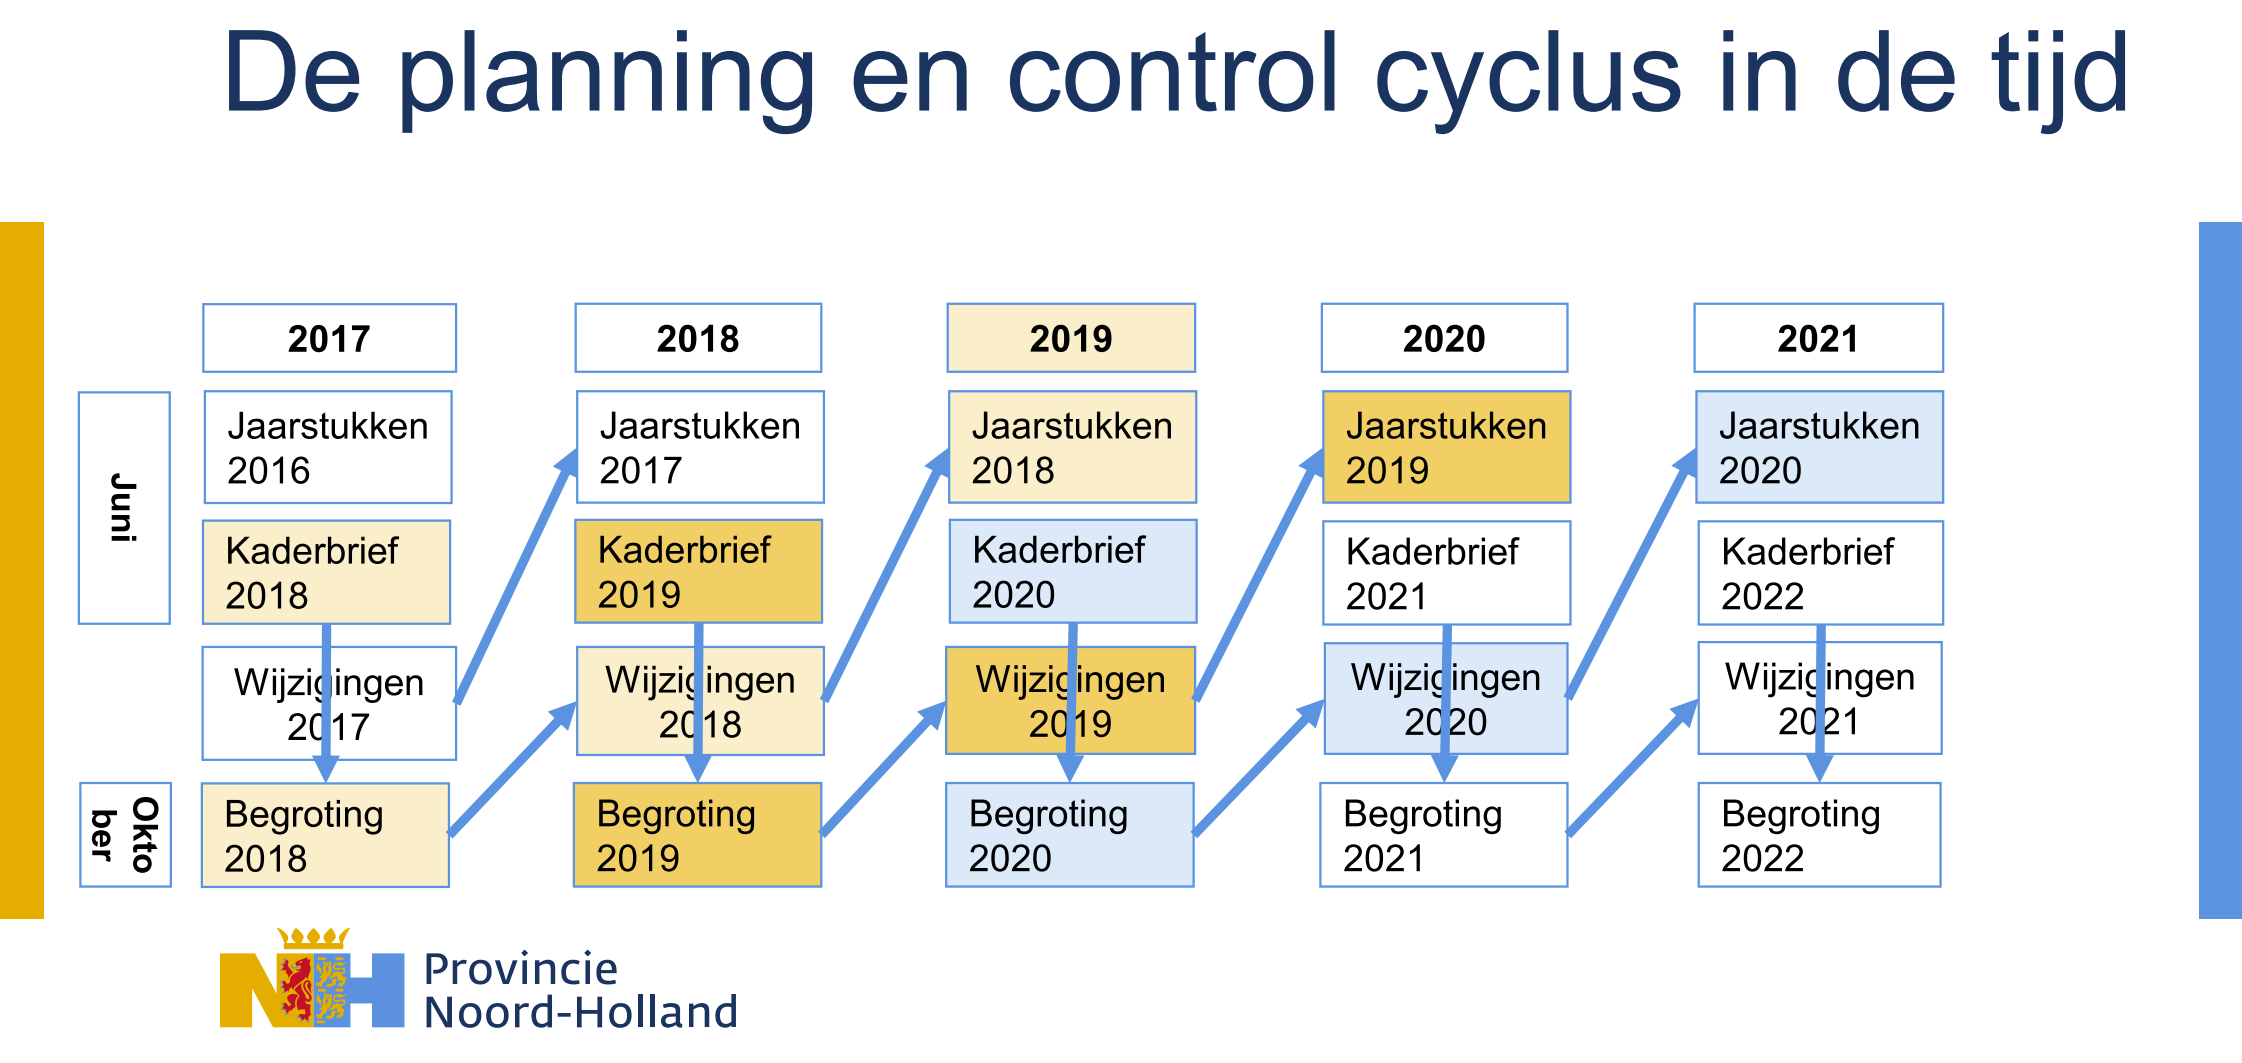 De planning en control cyclus in de tijd
2017
2018
2019
2020
2021
Juni
Jaarstukken
2016
Jaarstukken
2017
Jaarstukken
2018
Jaarstukken
2019
Jaarstukken
2020
Kaderbrief
2018
Kaderbrief
2019
Kaderbrief
2020
Kaderbrief
2021
Kaderbrief
2022
Wijzigingen
2017
Wijzigingen
2018
Wijzigingen
2019
Wijzigingen
2020
Wijzigingen
2021
Okto
ber
Begroting
2018
Begroting
2019
Begroting
2020
Begroting
2021
Begroting
2022
NH
Provincie
Noord-Holland